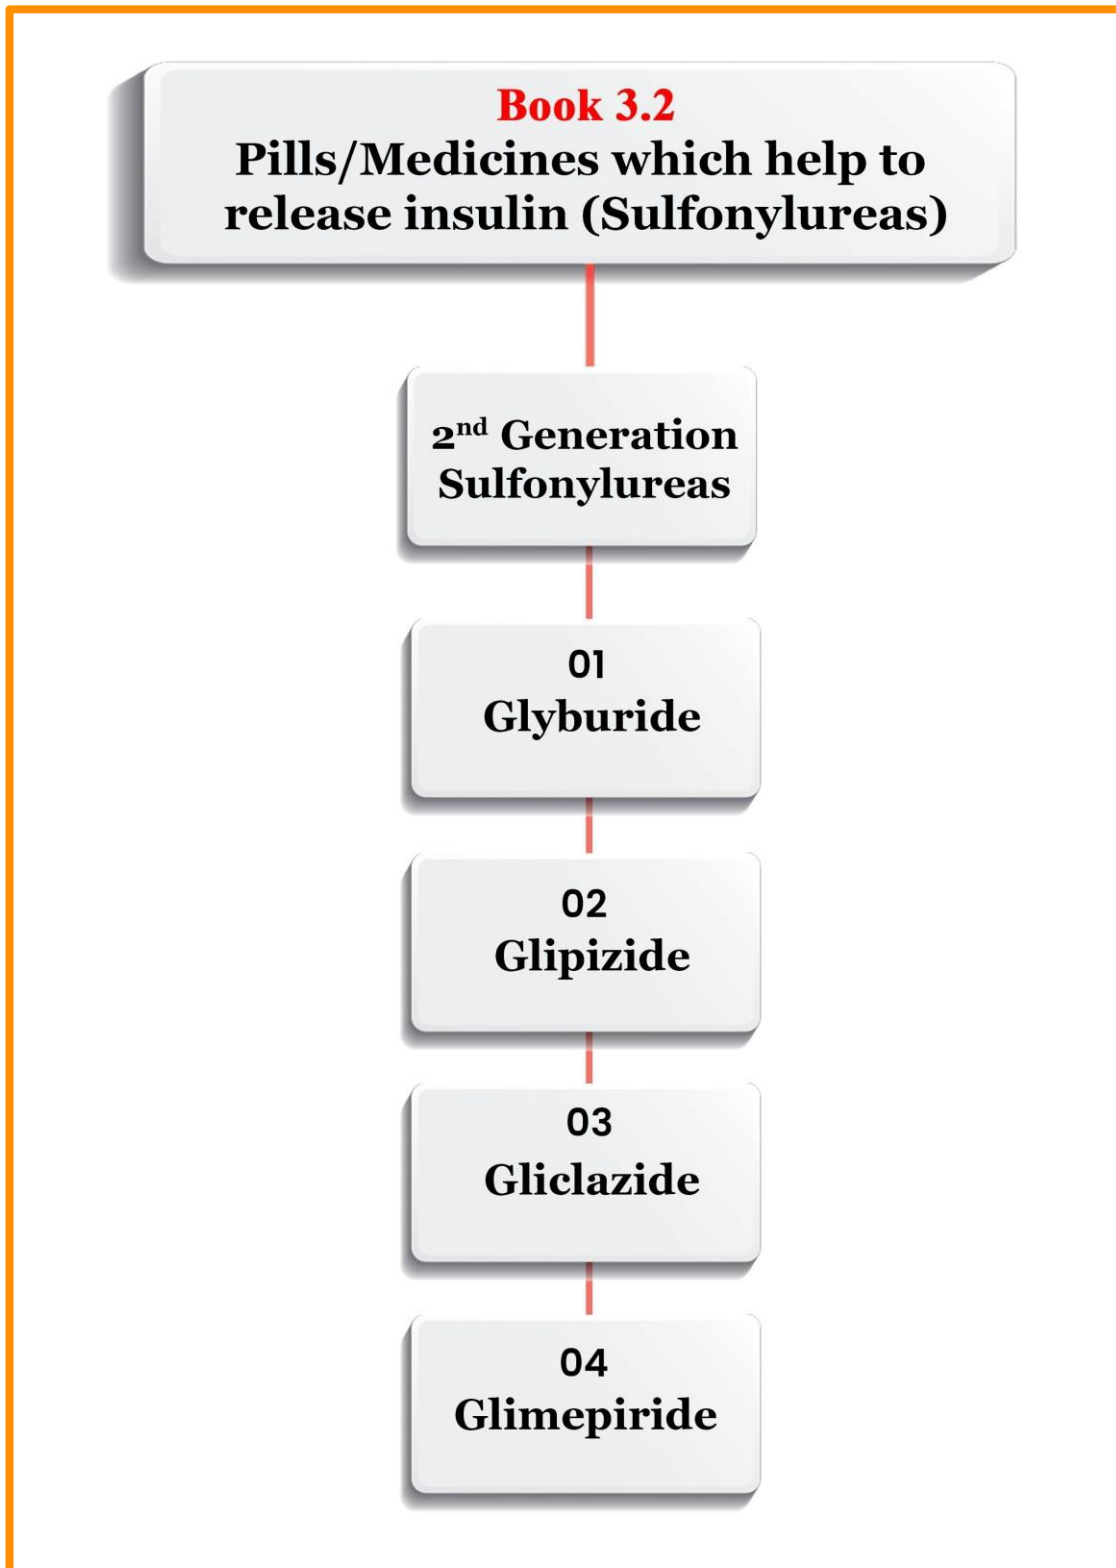 Book 3.2
Pills/Medicines which help to
release insulin (Sulfonylureas)
2nd Generation
Sulfonylureas
01
Glyburide
02
Glipizide
03
Gliclazide
04
Glimepiride